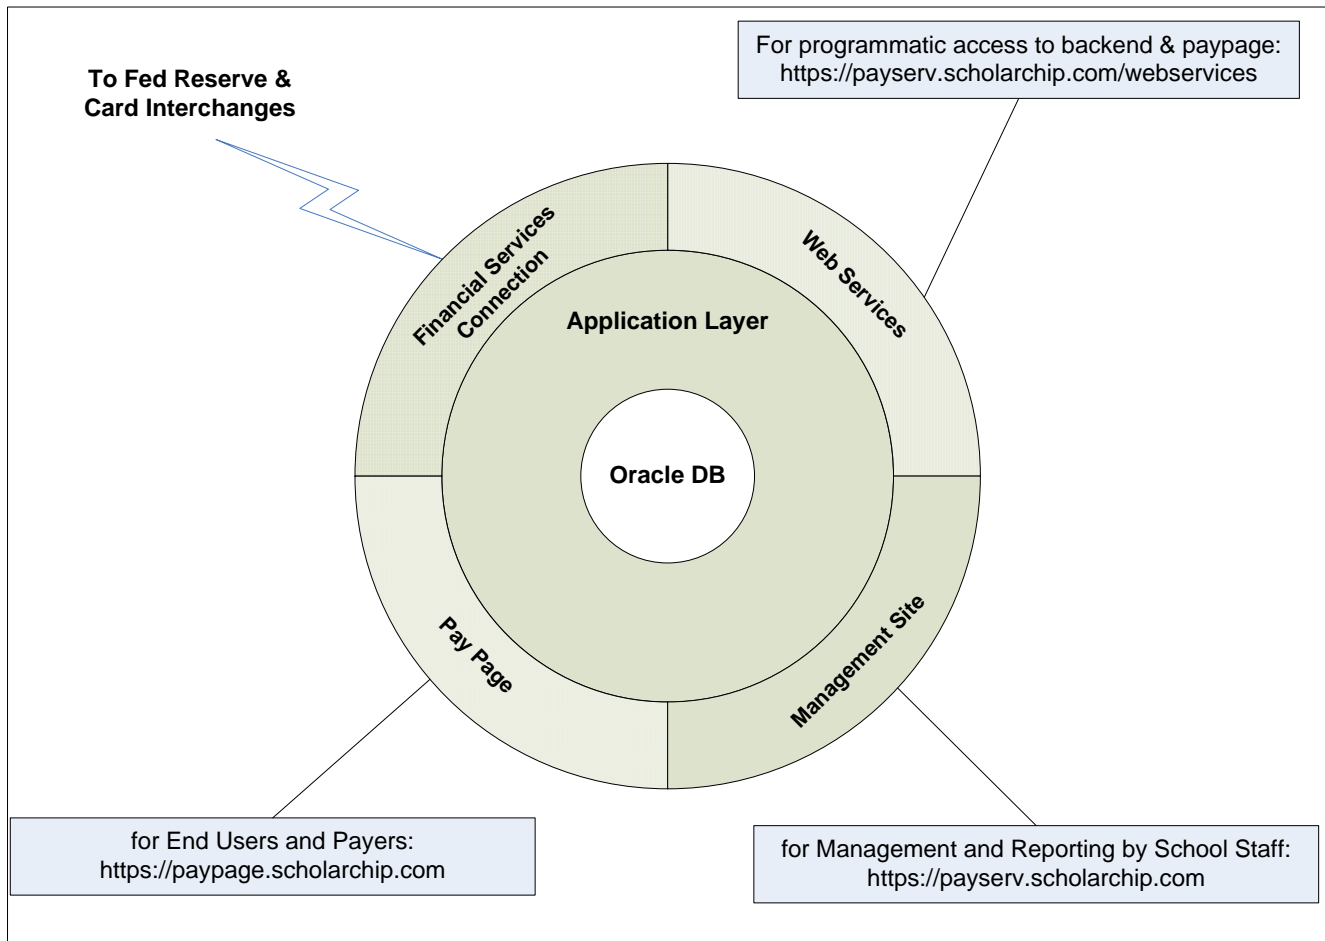 For programmatic access to backend & paypage:
https://payserv.scholarchip.com/webservices
To Fed Reserve &
Card Interchanges
Financial Services
Connection
Web Services
Application Layer
Oracle DB
Pay Page
Management Site
for End Users and Payers:
https://paypage.scholarchip.com
for Management and Reporting by School Staff:
https://payserv.scholarchip.com